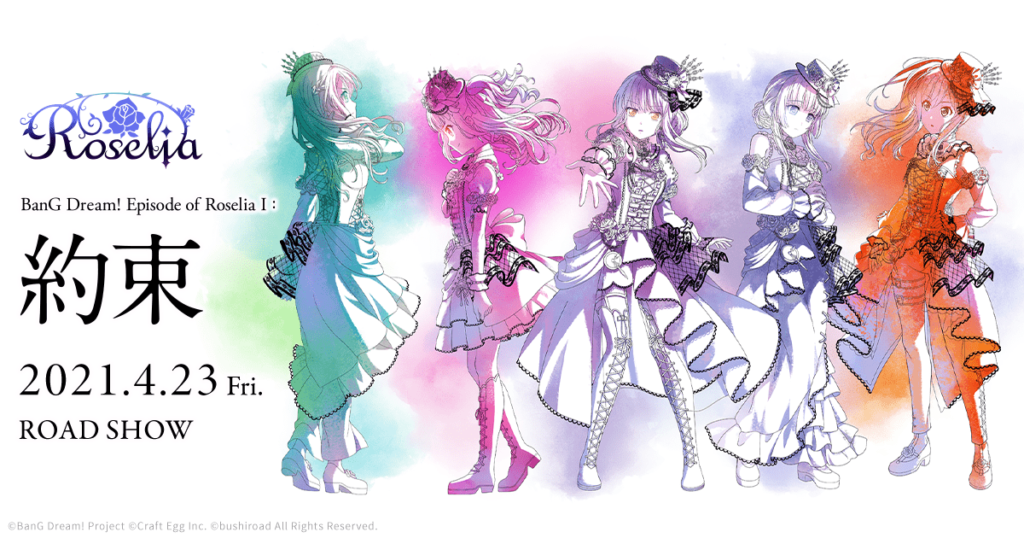 Roselia
BanG Dream! Episode of Roselia I :
約束
2021.4.23 Fri.
ROAD SHOW
©BanG Dream! Project ©Craft Egg Inc. ©bushiroad All Rights Reserved.